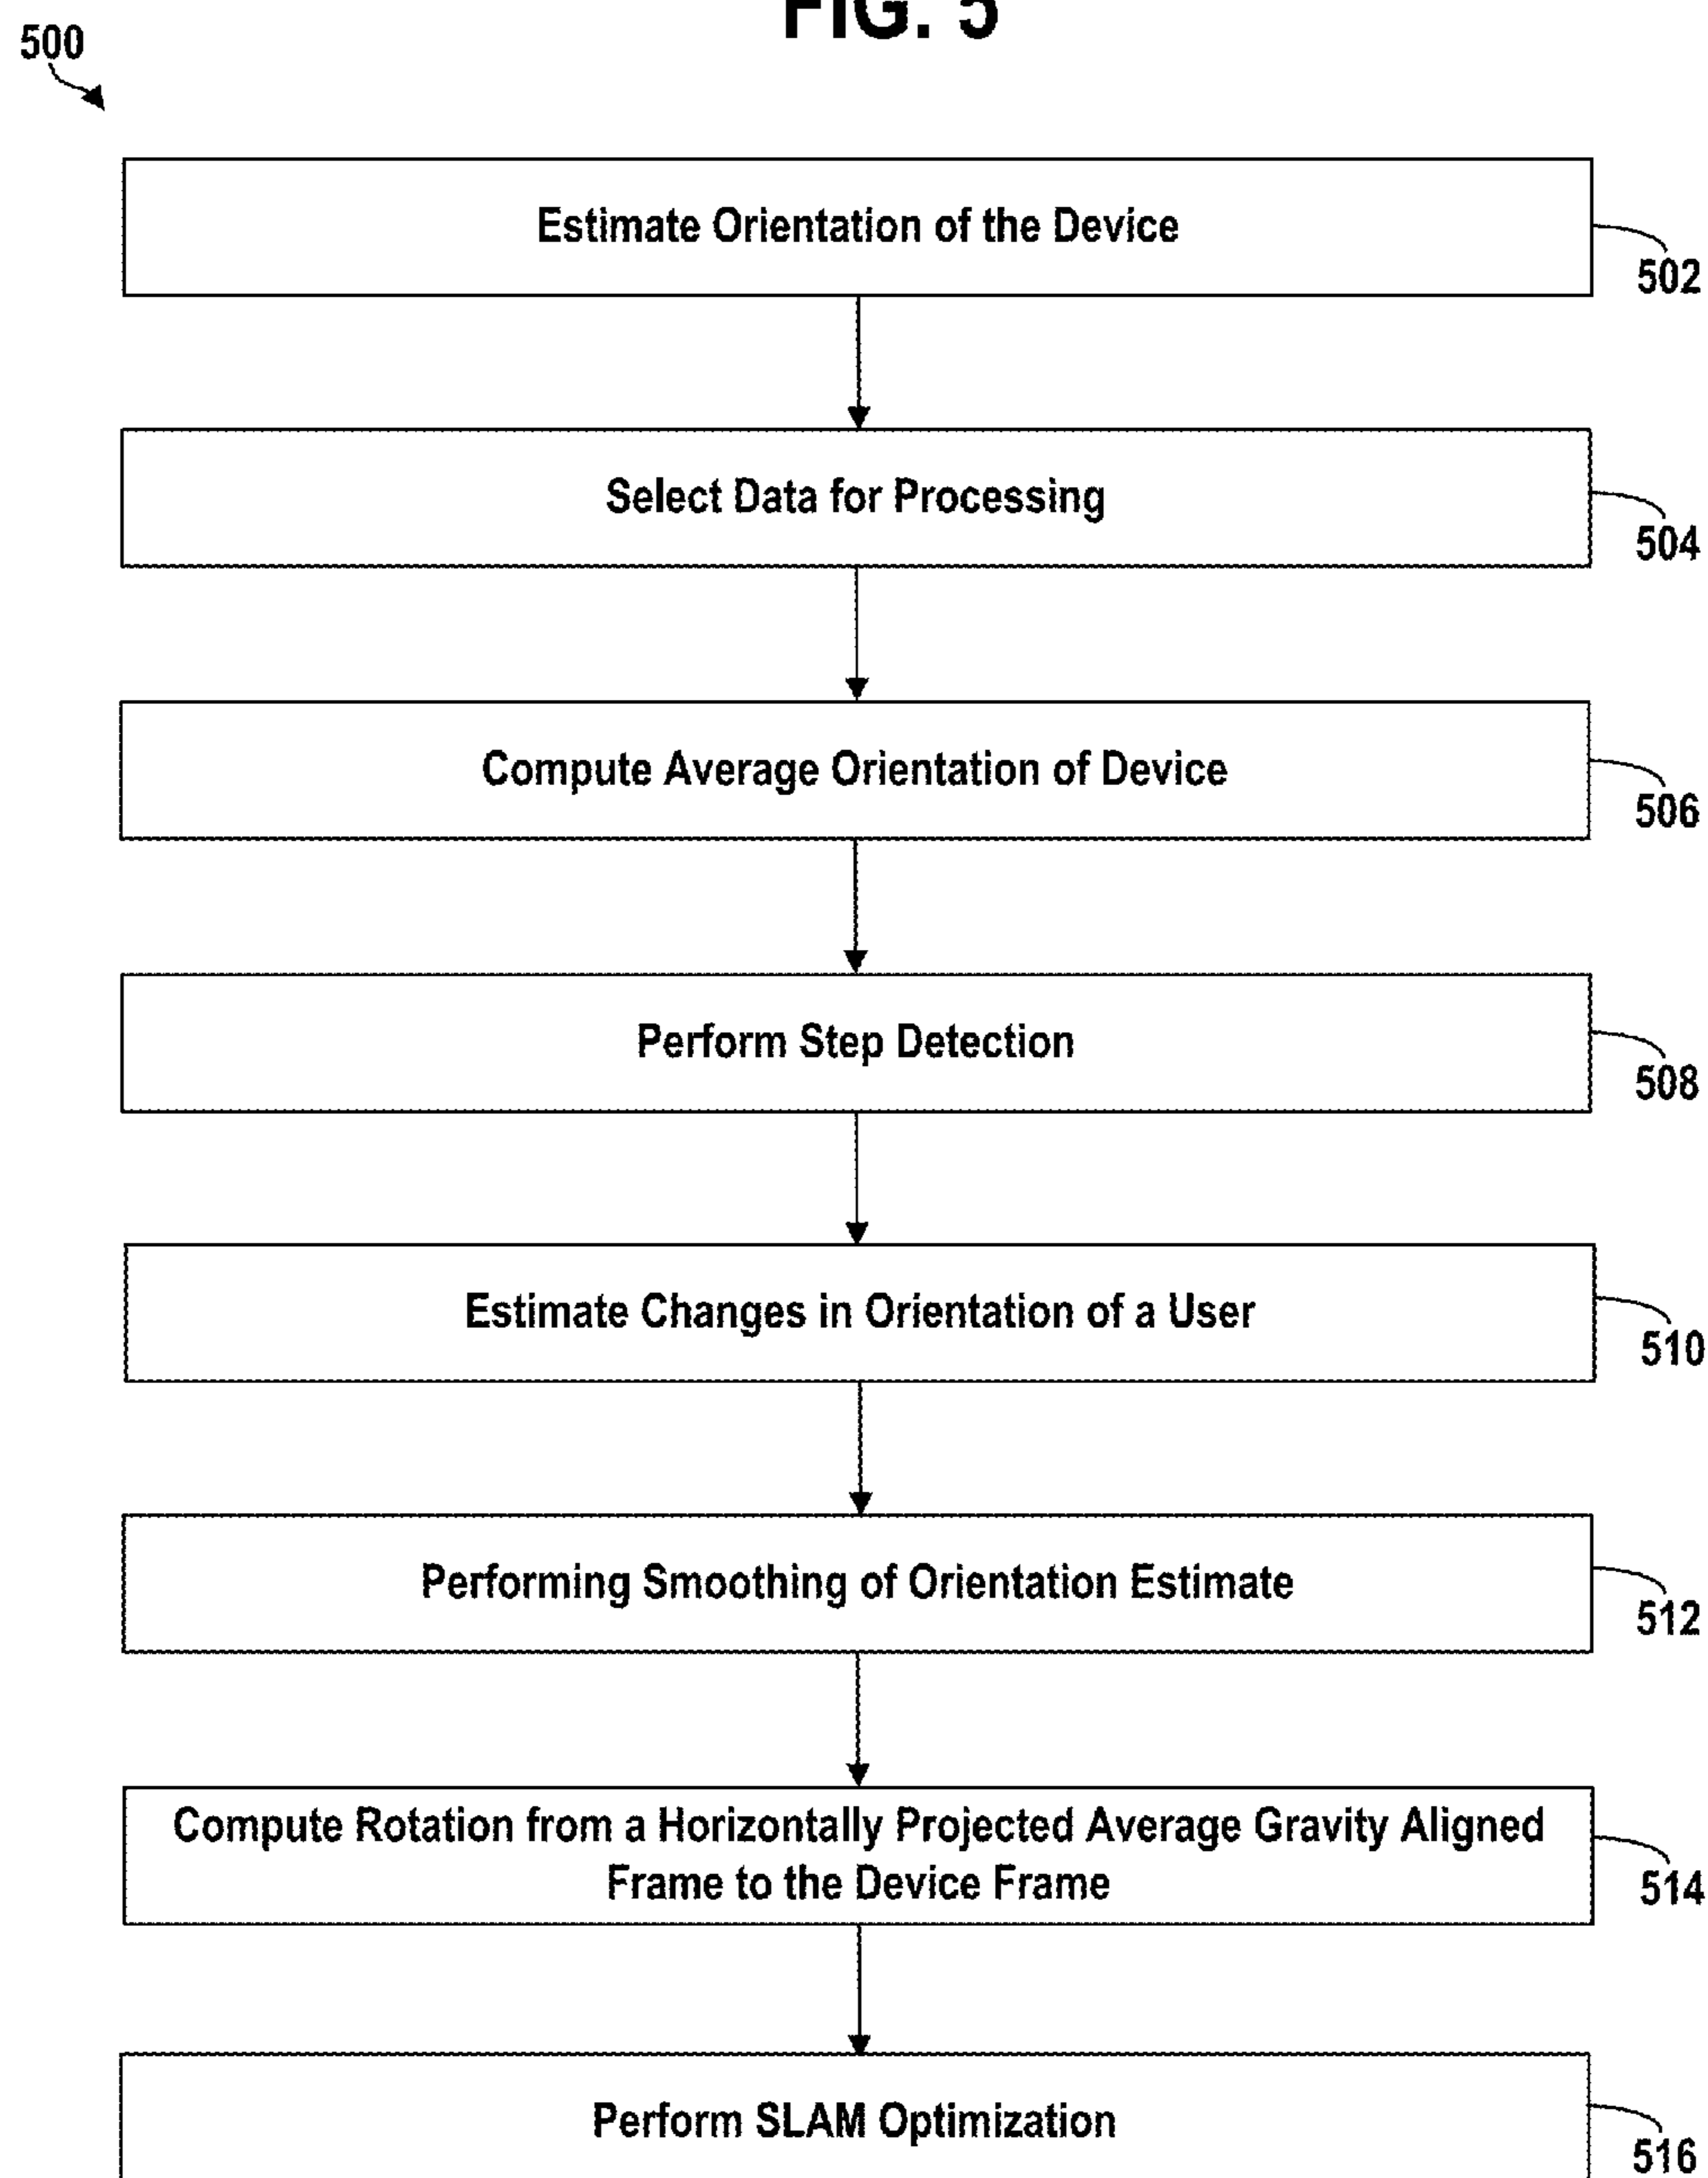 FIG. 5
500
Estimate Orientation of the Device
502
Select Data for Processing
504
Compute Average Orientation of Device
506
Perform Step Detection
508
Estimate Changes in Orientation of a User
510
Performing Smoothing of Orientation Estimate
512
Compute Rotation from a Horizontally Projected Average Gravity Aligned
Frame to the Device Frame
514
Perform SLAM Optimization
516